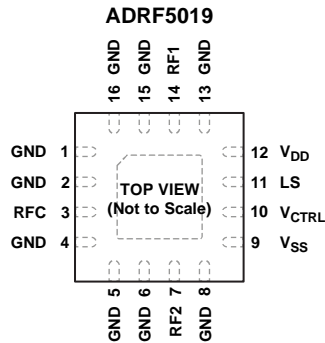 ADRF5019
16 GND
15 GND
14 RF1
13 GND
GND 1
GND 2
RFC 3
GND 4
TOP VIEW
(Not to Scale)
12 VDD
11 LS
10 VCTRL
9 VSS
GND 5
GND 6
RF2 7
GND 8